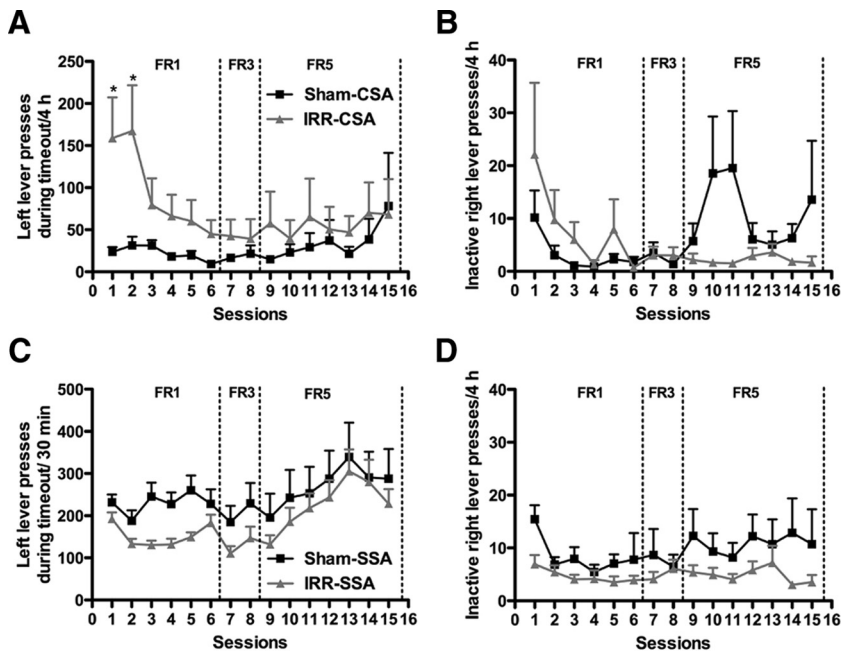 A
FR1 FR3 FR5
250
200
150
100
50
0
Left lever presses
during timeout/4 h
* *
Sham-CSA
IRR-CSA
0 1 2 3 4 5 6 7 8 9 10 11 12 13 14 15 16
Sessions
B
FR1 FR3 FR5
40
30
20
10
0
Inactive right lever presses/4 h
0 1 2 3 4 5 6 7 8 9 10 11 12 13 14 15 16
Sessions
C
FR1 FR3 FR5
500
400
300
200
100
0
Left lever presses
during timeout/ 30 min
Sham-SSA
IRR-SSA
0 1 2 3 4 5 6 7 8 9 10 11 12 13 14 15 16
Sessions
D
FR1 FR3 FR5
40
30
20
10
0
Inactive right lever presses/4 h
0 1 2 3 4 5 6 7 8 9 10 11 12 13 14 15 16
Sessions